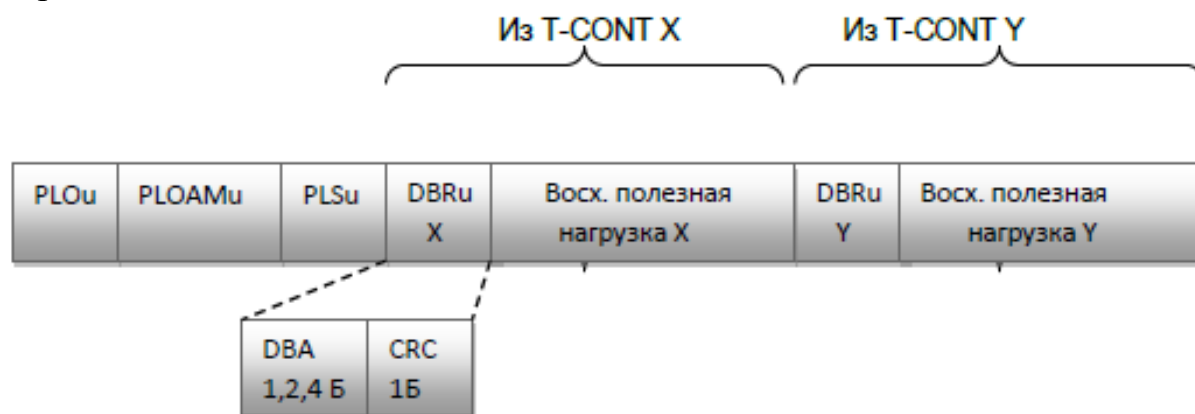 Из T-CONT X
Из T-CONT Y
PLOu
PLOAMu
PLSu
DBRu
X
Восх. полезная
нагрузка X
DBRu
Y
Восх. полезная
нагрузка Y
DBA
1,2,4 Б
CRC
1Б